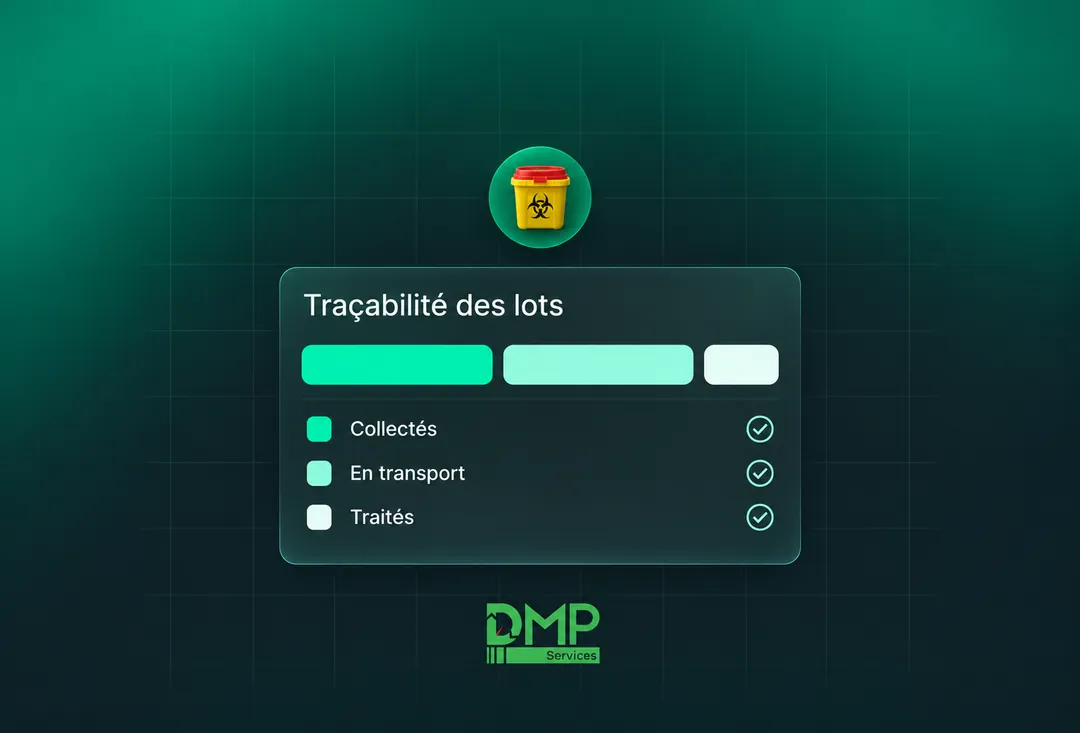 Traçabilité des lots
Collectés
En transport
Traités
DMP
Services